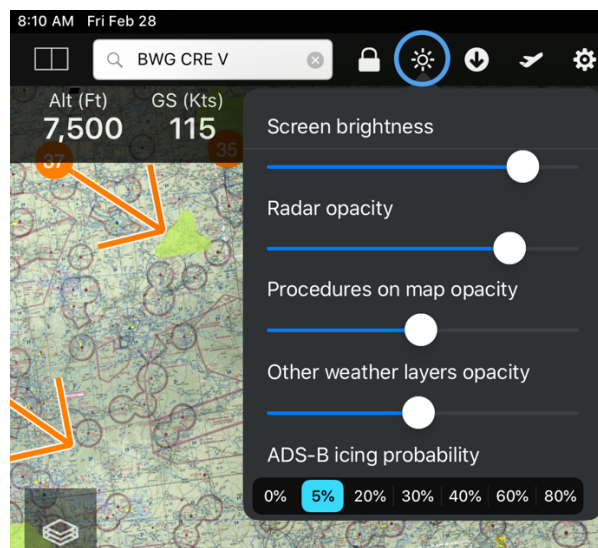 8:10 AM Fri Feb 28
BWG CRE V
Alt (Ft) GS (Kts)
7,500 115
37 35
Screen brightness
Radar opacity
Procedures on map opacity
Other weather layers opacity
ADS-B icing probability
0% 5% 20% 30% 40% 60% 80%